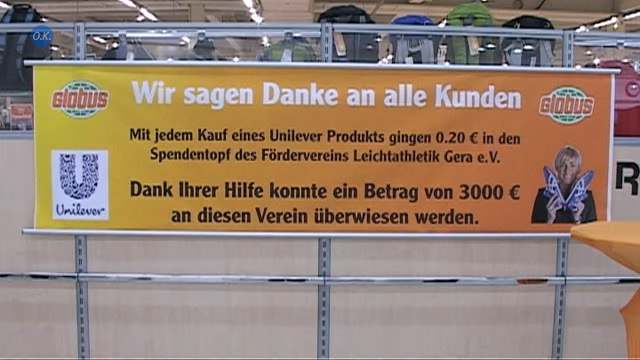 O.K.
GLOBUS
Wir sagen Danke an alle Kunden
GLOBUS
Mit jedem Kauf eines Unilever Produkts gingen 0.20 € in den
Spendentopf des Fördervereins Leichtathletik Gera e.V.
Unilever
Dank Ihrer Hilfe konnte ein Betrag von 3000 €
an diesen Verein überwiesen werden.